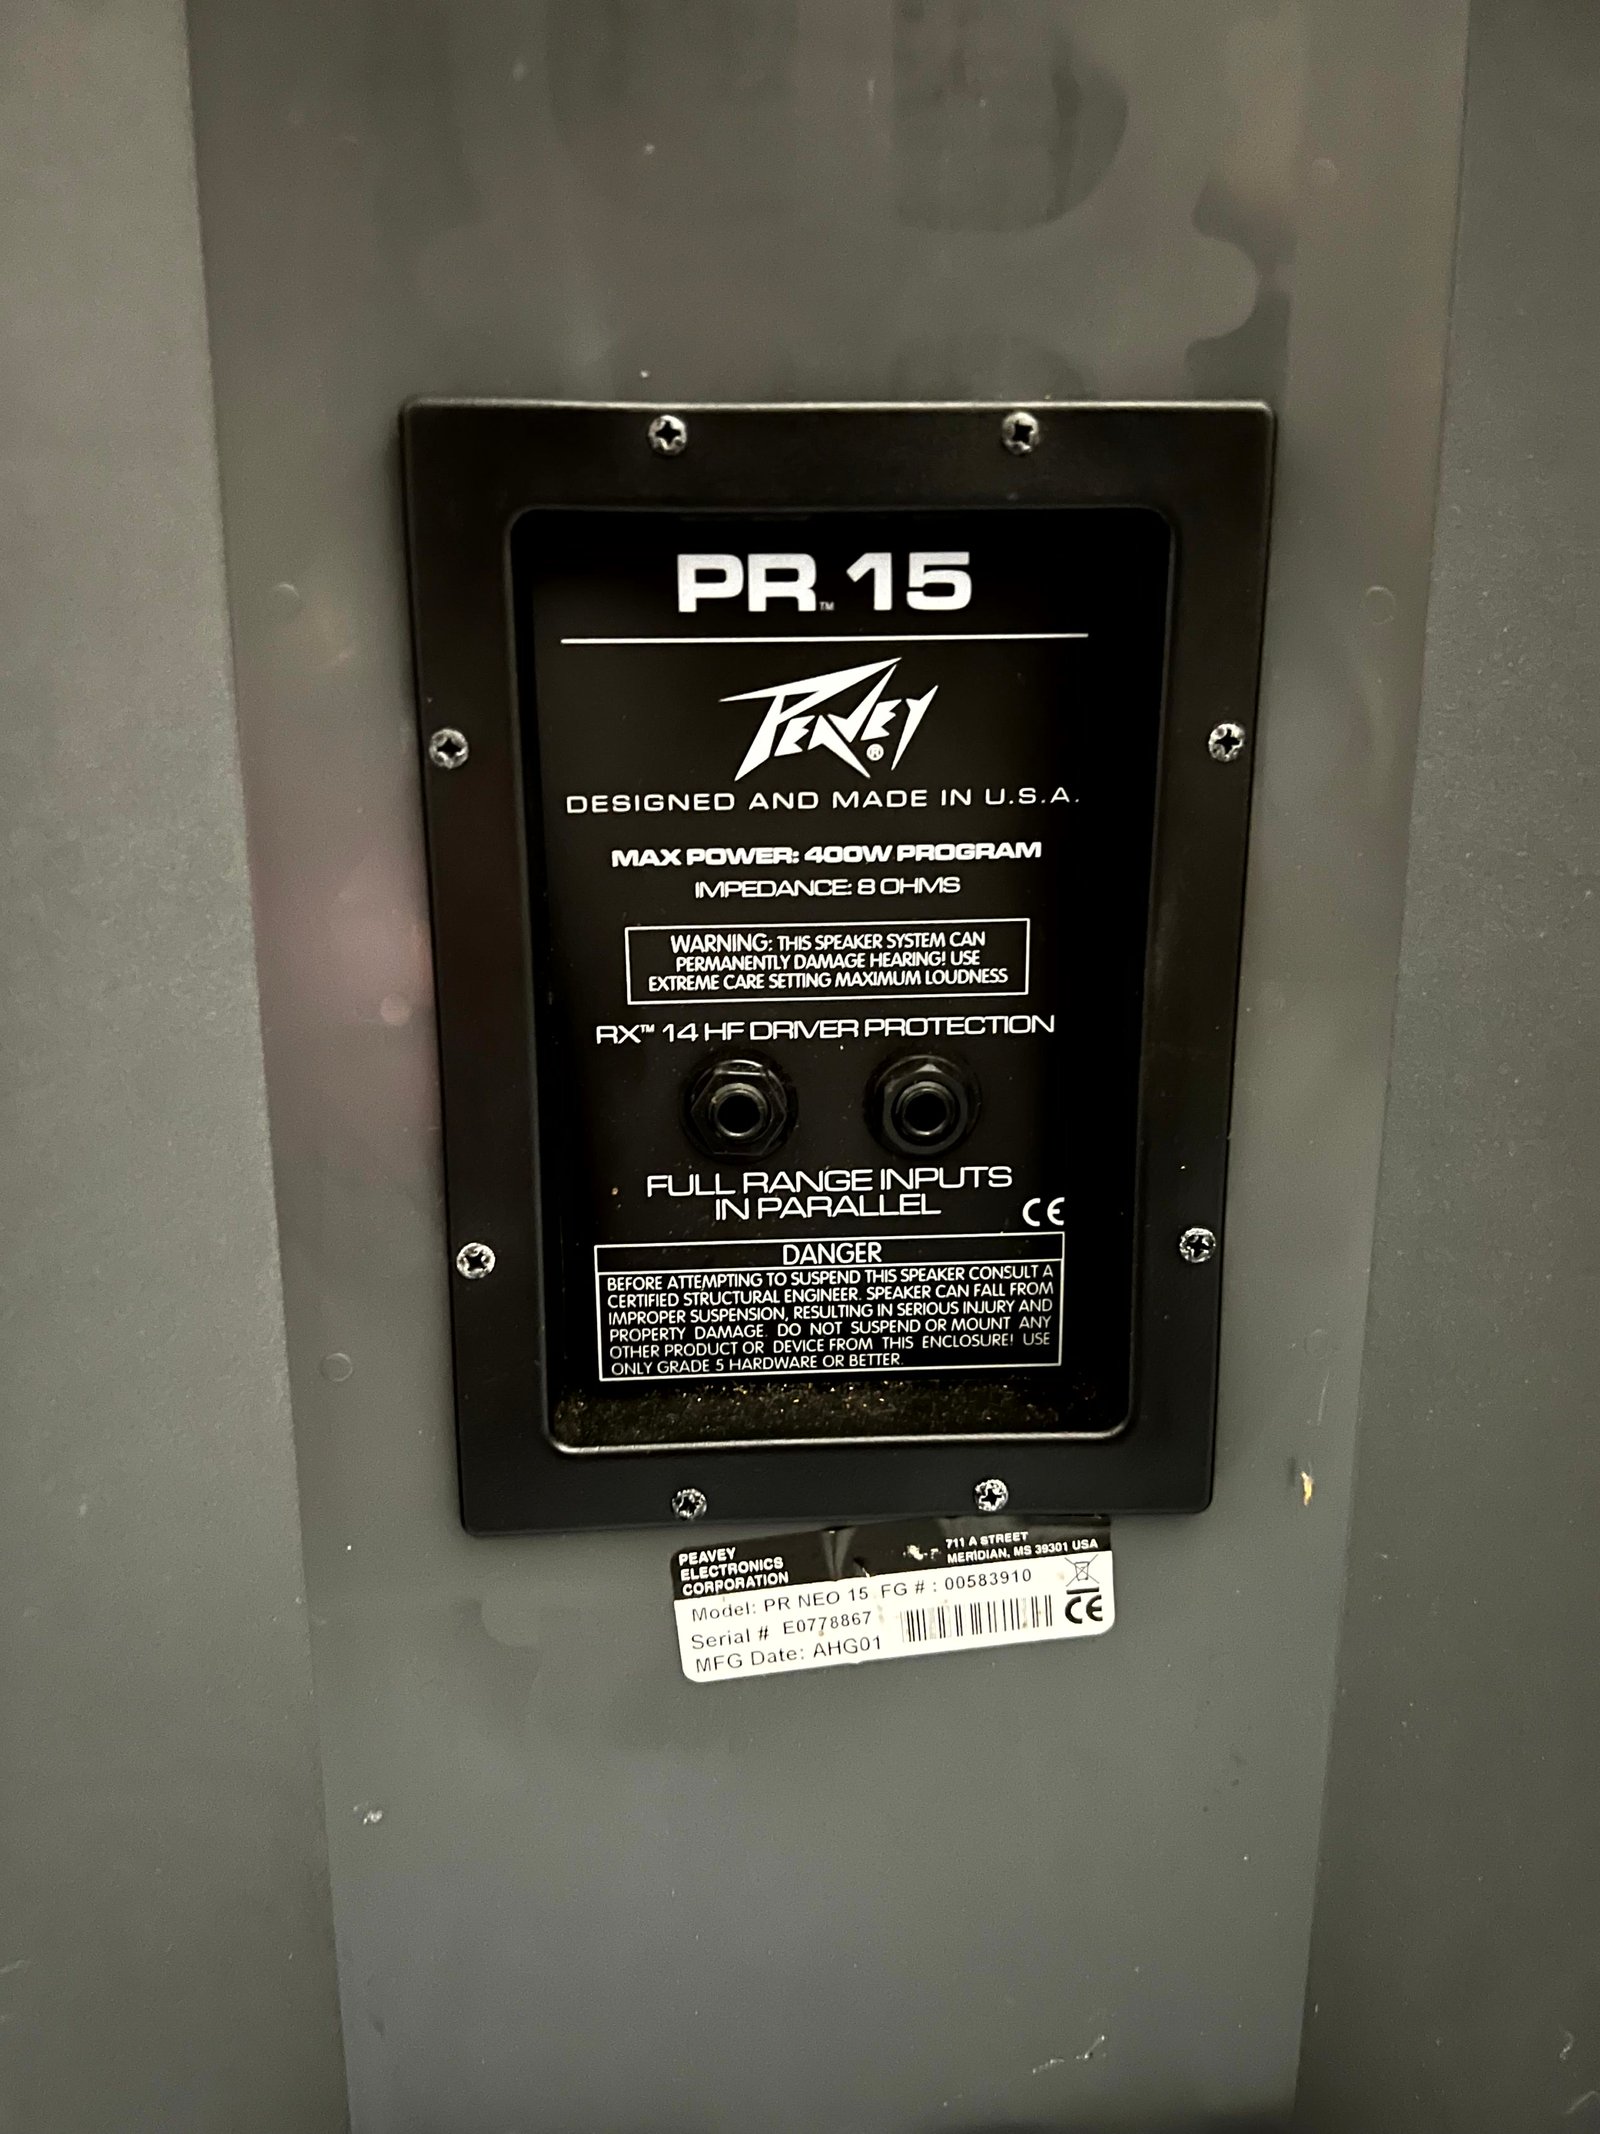 PR™ 15
PEAVEY®
DESIGNED AND MADE IN U.S.A.
MAX POWER: 400W PROGRAM
IMPEDANCE: 8 OHMS
WARNING: THIS SPEAKER SYSTEM CAN
PERMANENTLY DAMAGE HEARING! USE
EXTREME CARE SETTING MAXIMUM LOUDNESS
RX™ 14 HF DRIVER PROTECTION
FULL RANGE INPUTS
IN PARALLEL
CE
DANGER
BEFORE ATTEMPTING TO SUSPEND THIS SPEAKER CONSULT A
CERTIFIED STRUCTURAL ENGINEER. SPEAKER CAN FALL FROM
IMPROPER SUSPENSION, RESULTING IN SERIOUS INJURY AND
PROPERTY DAMAGE. DO NOT SUSPEND OR MOUNT ANY
OTHER PRODUCT OR DEVICE FROM THIS ENCLOSURE! USE
ONLY GRADE 5 HARDWARE OR BETTER.
PEAVEY
ELECTRONICS
CORPORATION
711 A STREET
MERIDIAN, MS 39301 USA
Model: PR NEO 15 FG # : 00583910
Serial # E0778867
MFG Date: AHG01
CE